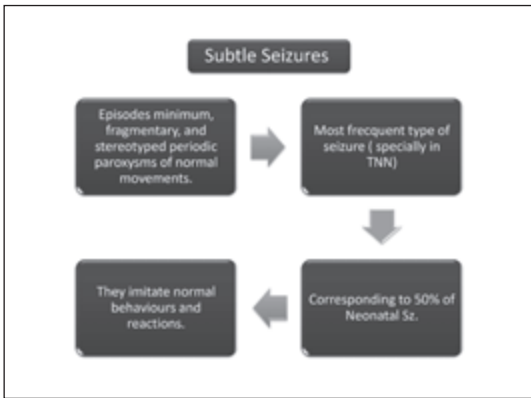 Subtle Seizures
Episodes minimum,
fragmentary, and
stereotyped periodic
paroxysms of normal
movements.
Most frecquent type of
seizure ( specially in
TNN)
Corresponding to 50% of
Neonatal Sz.
They imitate normal
behaviours and
reactions.